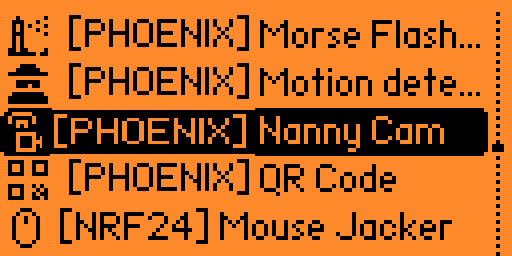 [PHOENIX] Morse Flash...
[PHOENIX] Motion dete...
[PHOENIX] Nanny Cam
[PHOENIX] QR Code
[NRF24] Mouse Jacker